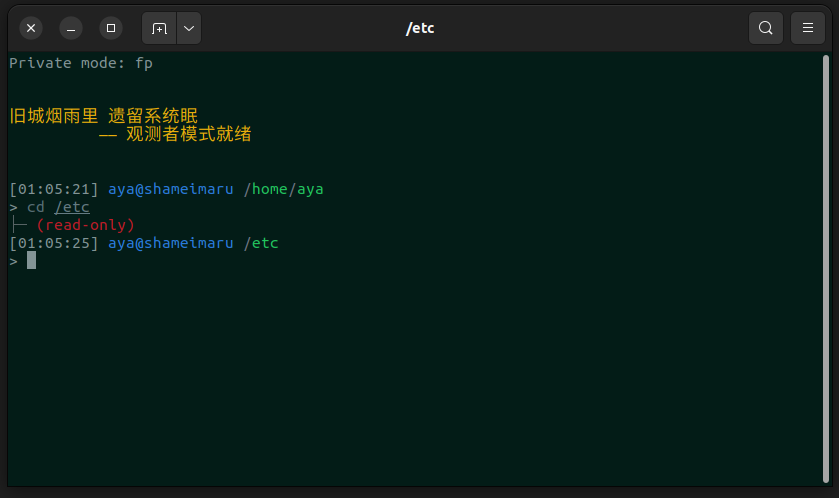 /etc
Private mode: fp
旧城烟雨里 遗留系统眠
—— 观测者模式就绪
[01:05:21] aya@shameimaru /home/aya
> cd /etc
├─ (read-only)
[01:05:25] aya@shameimaru /etc
>